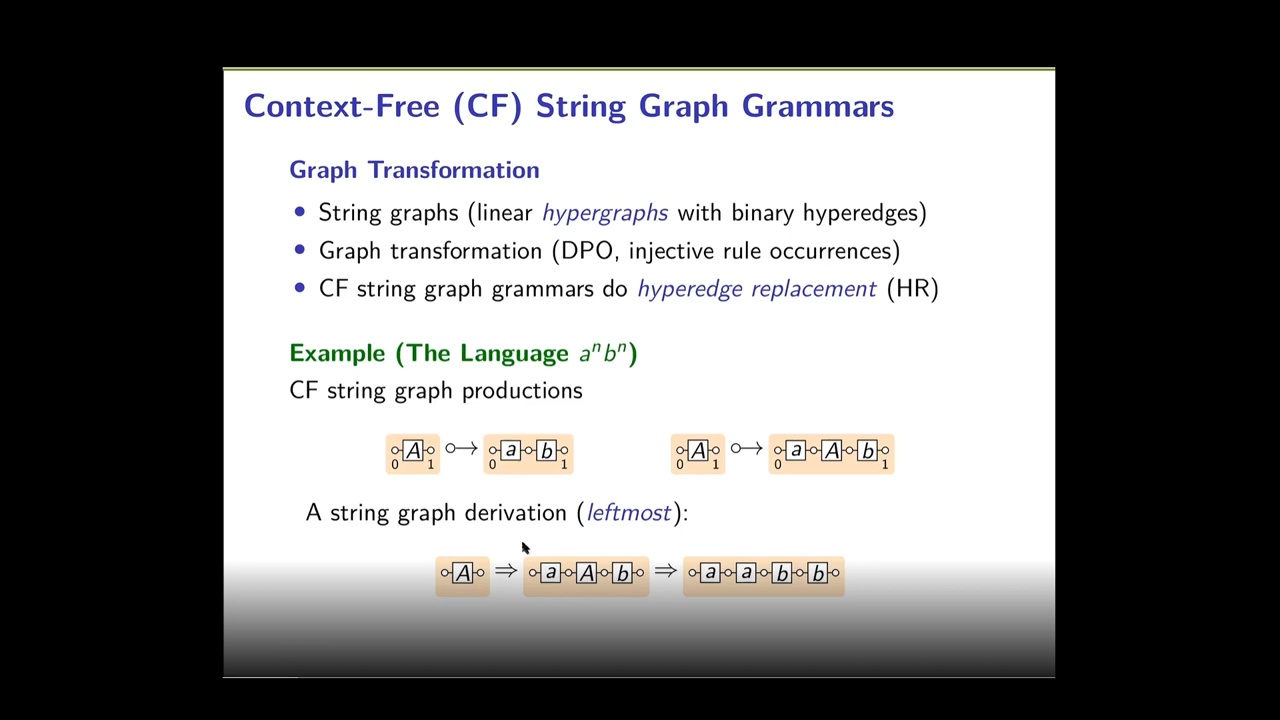 Context-Free (CF) String Graph Grammars
Graph Transformation
• String graphs (linear hypergraphs with binary hyperedges)
• Graph transformation (DPO, injective rule occurrences)
• CF string graph grammars do hyperedge replacement (HR)
Example (The Language aⁿbⁿ)
CF string graph productions
A a b A a A b
0 1 0 1 0 1 0 1
A string graph derivation (leftmost):
A ⇒ a A b ⇒ a a b b